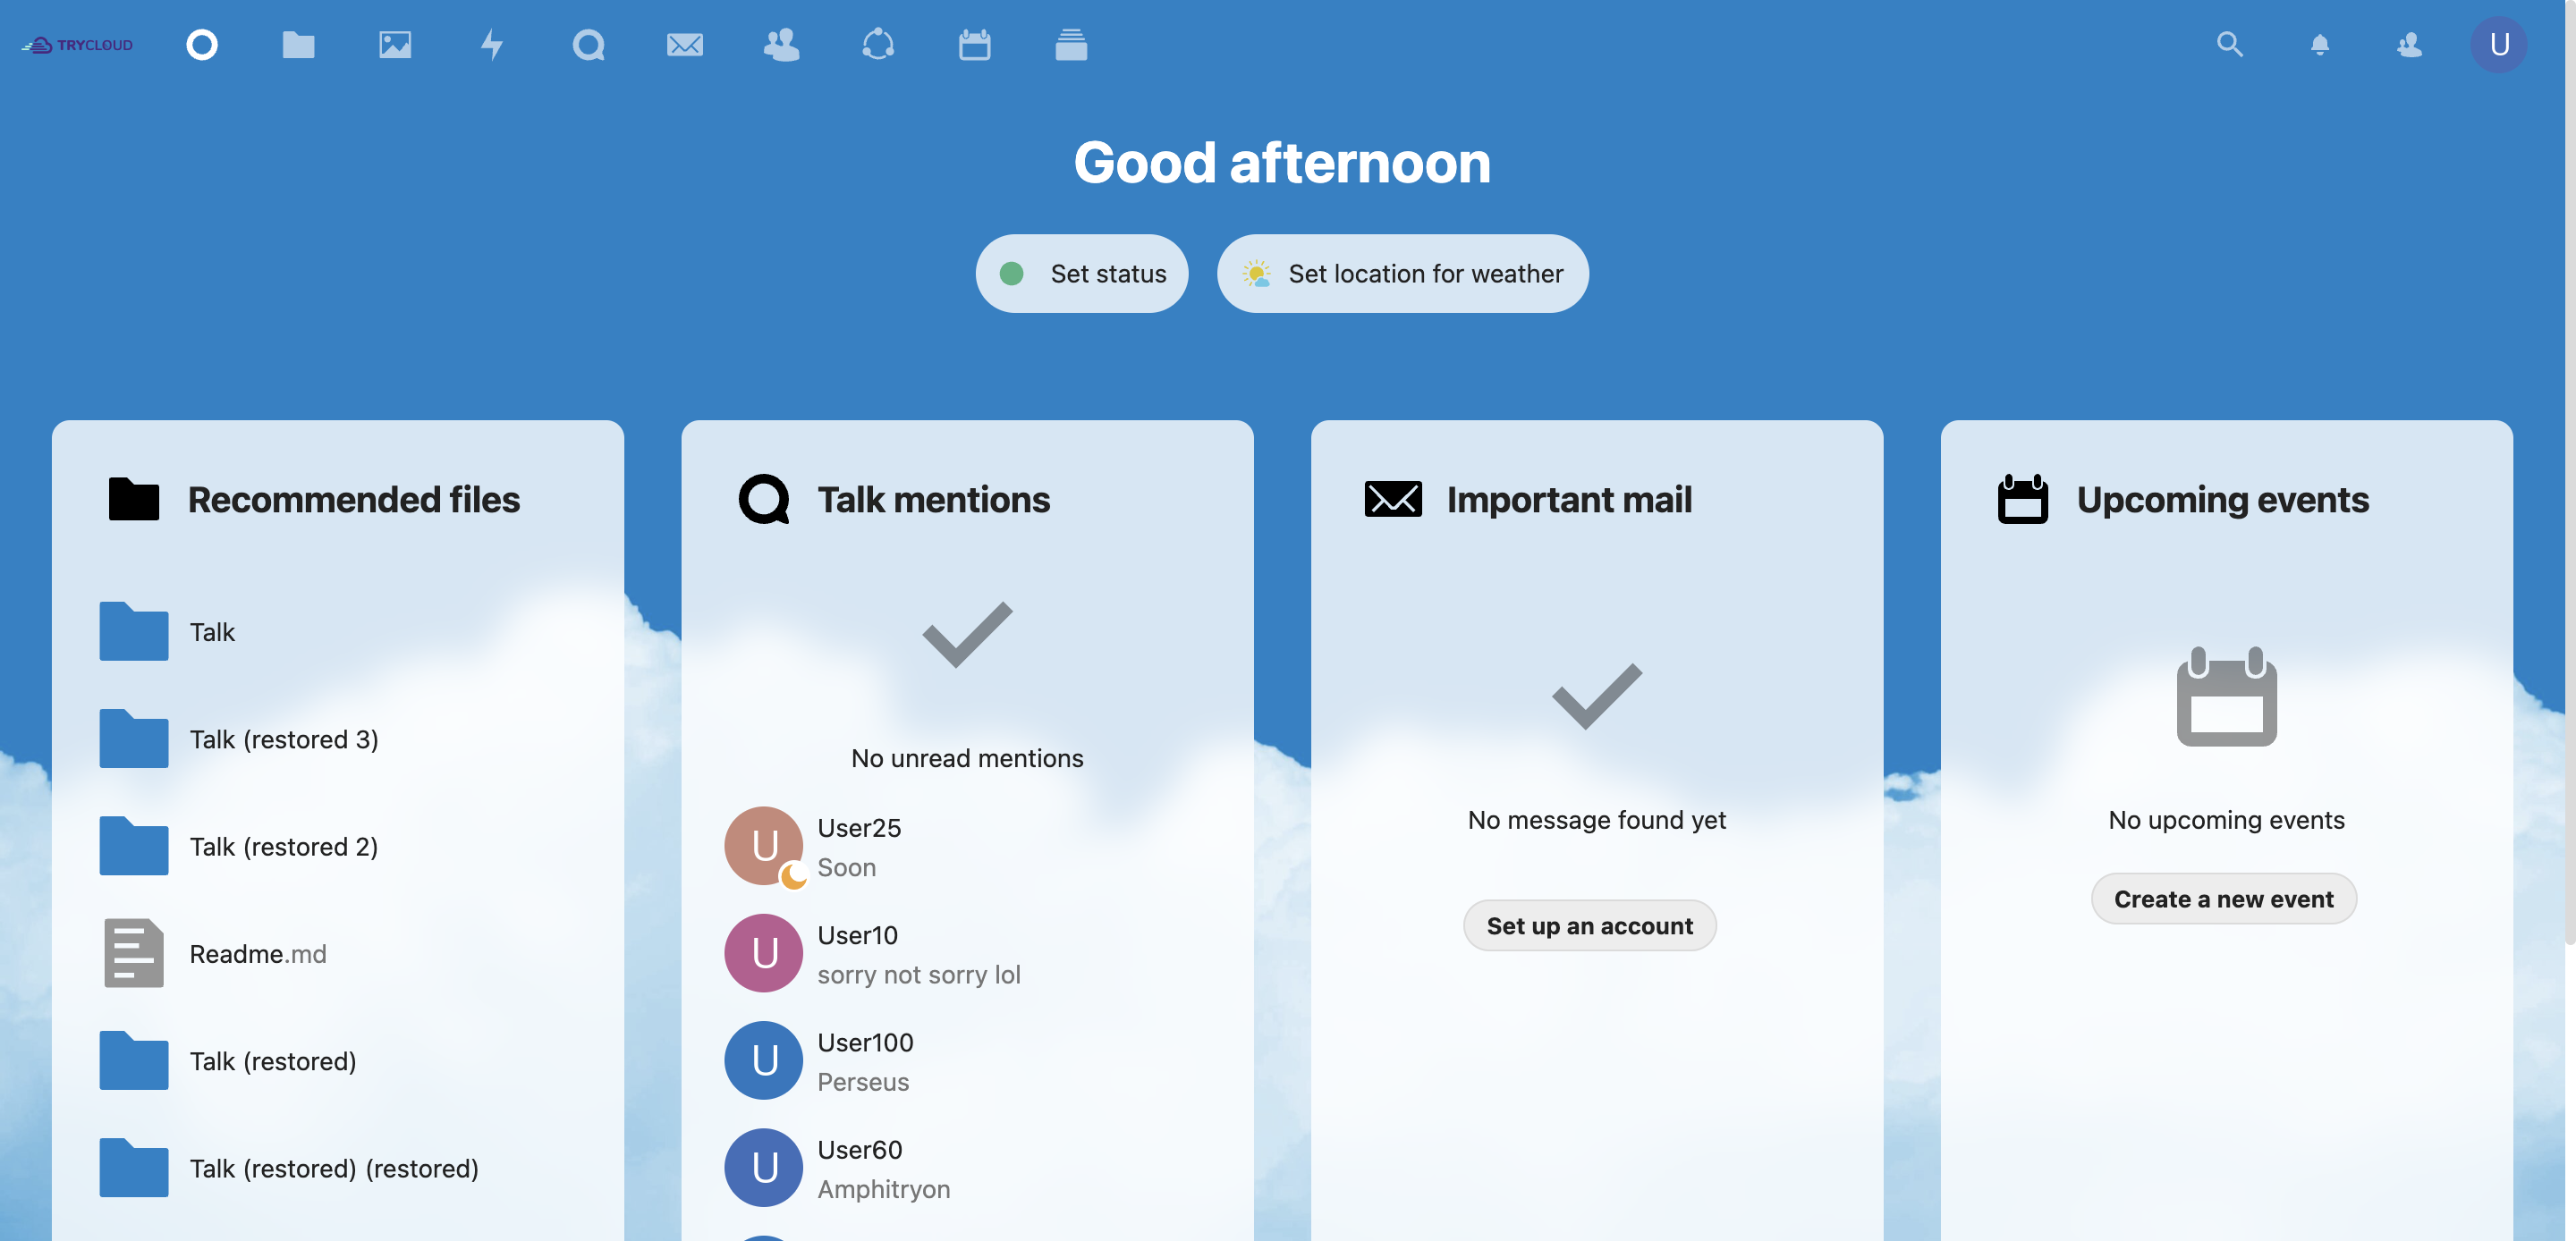 TRYCLOUD
U
Good afternoon
Set status
Set location for weather
Recommended files
Talk
Talk (restored 3)
Talk (restored 2)
Readme.md
Talk (restored)
Talk (restored) (restored)
Talk mentions
No unread mentions
U
User25
Soon
U
User10
sorry not sorry lol
U
User100
Perseus
U
User60
Amphitryon
Important mail
No message found yet
Set up an account
Upcoming events
No upcoming events
Create a new event